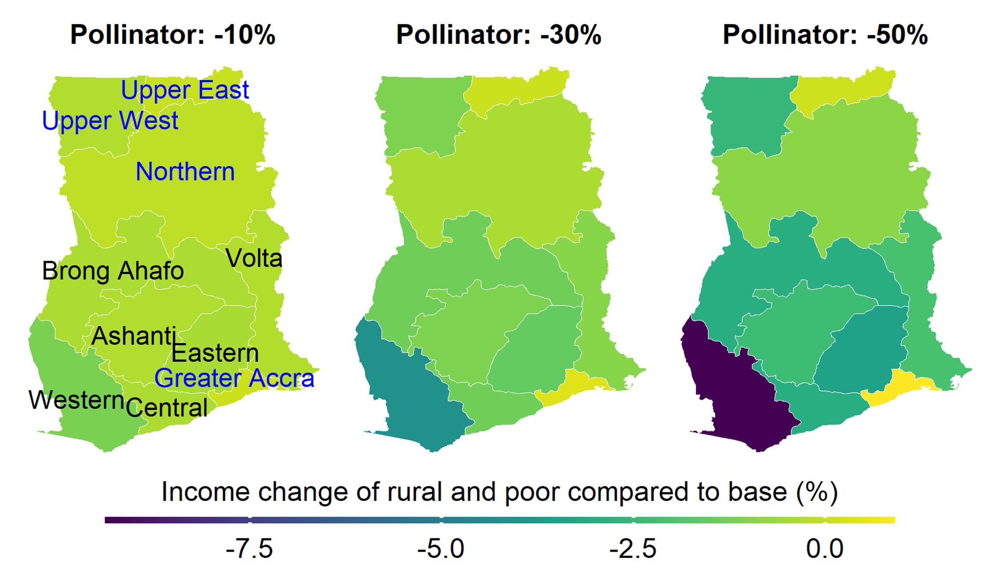 Pollinator: -10%
Pollinator: -30%
Pollinator: -50%
Upper East
Upper West
Northern
Volta
Brong Ahafo
Ashanti
Eastern
Greater Accra
Western
Central
Income change of rural and poor compared to base (%)
-7.5
-5.0
-2.5
0.0